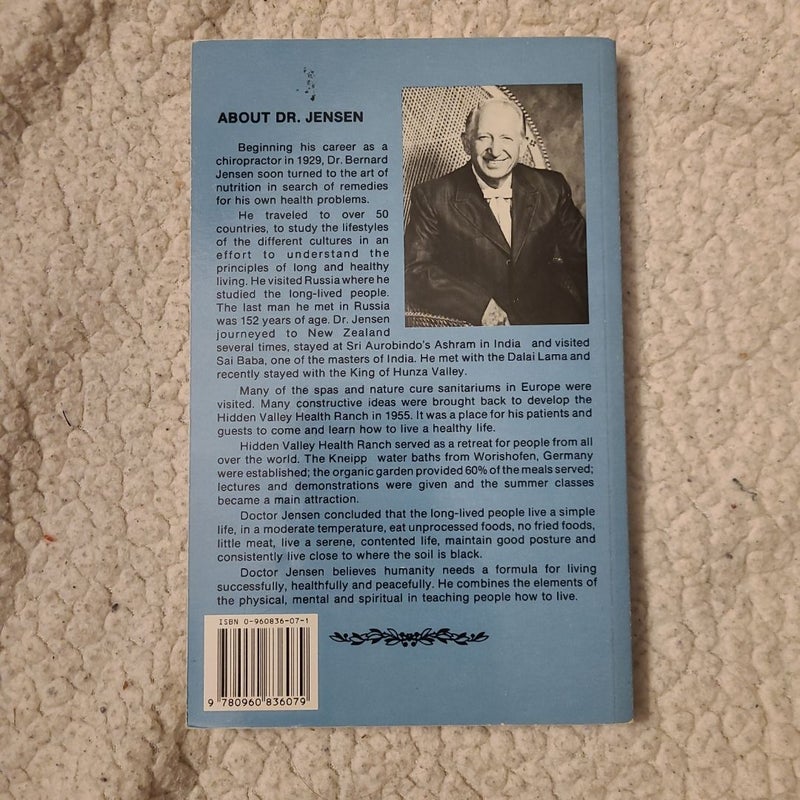 ABOUT DR. JENSEN
Beginning his career as a
chiropractor in 1929, Dr. Bernard
Jensen soon turned to the art of
nutrition in search of remedies
for his own health problems.
He traveled to over 50
countries, to study the lifestyles
of the different cultures in an
effort to understand the
principles of long and healthy
living. He visited Russia where he
studied the long-lived people.
The last man he met in Russia
was 152 years of age. Dr. Jensen
journeyed to New Zealand
several times, stayed at Sri Aurobindo's Ashram in India and visited
Sai Baba, one of the masters of India. He met with the Dalai Lama and
recently stayed with the King of Hunza Valley.
Many of the spas and nature cure sanitariums in Europe were
visited. Many constructive ideas were brought back to develop the
Hidden Valley Health Ranch in 1955. It was a place for his patients and
guests to come and learn how to live a healthy life.
Hidden Valley Health Ranch served as a retreat for people from all
over the world. The Kneipp water baths from Worishofen, Germany
were established; the organic garden provided 60% of the meals served;
lectures and demonstrations were given and the summer classes
became a main attraction.
Doctor Jensen concluded that the long-lived people live a simple
life, in a moderate temperature, eat unprocessed foods, no fried foods,
little meat, live a serene, contented life, maintain good posture and
consistently live close to where the soil is black.
Doctor Jensen believes humanity needs a formula for living
successfully, healthfully and peacefully. He combines the elements of
the physical, mental and spiritual in teaching people how to live.
ISBN 0-960836-07-1
9 780960 836079